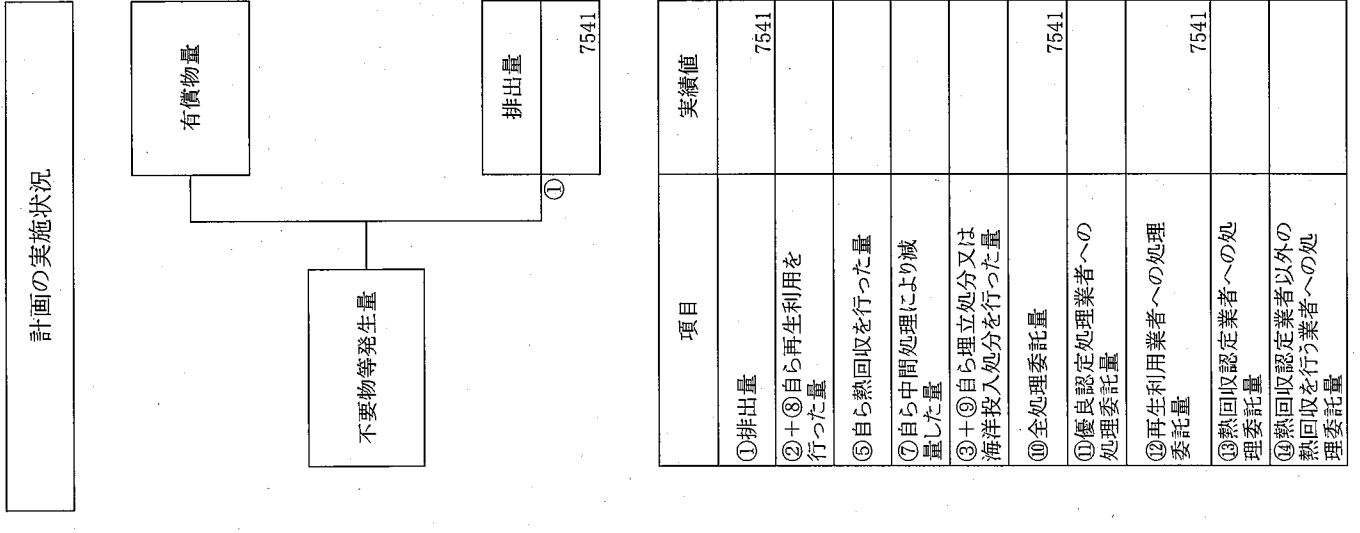 計画の実施状況
有償物量
不要物等発生量
排出量
①
7541
項目
実績値
①排出量
7541
②+⑧自ら再生利用を
行った量
⑤自ら熱回収を行った量
⑦自ら中間処理により減
量した量
③+⑨自ら埋立処分又は
海洋投入処分を行った量
⑩全処理委託量
7541
⑪優良認定処理業者への
処理委託量
⑫再生利用業者への処理
委託量
7541
⑬熱回収認定業者への処
理委託量
⑭熱回収認定業者以外の
熱回収を行う業者への処
理委託量